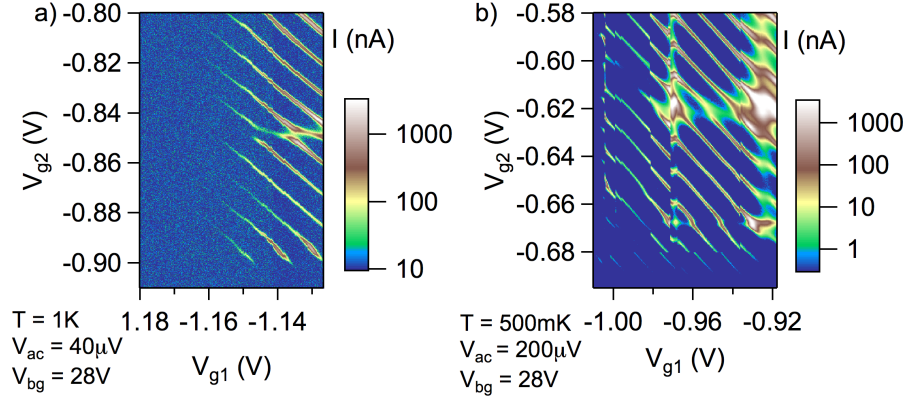 a)
I (nA)
-0.80
-0.82
-0.84
-0.86
-0.88
-0.90
Vg2 (V)
1000
100
10
1.18 -1.16 -1.14
Vg1 (V)
T = 1K
Vac = 40μV
Vbg = 28V
b)
I (nA)
-0.58
-0.60
-0.62
-0.64
-0.66
-0.68
Vg2 (V)
1000
100
10
1
-1.00 -0.96 -0.92
Vg1 (V)
T = 500mK
Vac = 200μV
Vbg = 28V